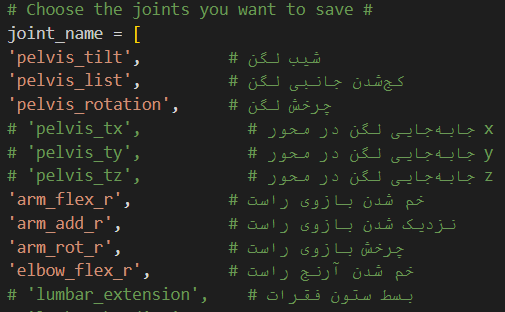 # Choose the joints you want to save #
joint_name = [
'pelvis_tilt', # شیب لگن
'pelvis_list', # کج‌شدن جانبی لگن
'pelvis_rotation', # چرخش لگن
# 'pelvis_tx', # جابه‌جایی لگن در محور x
# 'pelvis_ty', # جابه‌جایی لگن در محور y
# 'pelvis_tz', # جابه‌جایی لگن در محور z
'arm_flex_r', # خم شدن بازوی راست
'arm_add_r', # نزدیک شدن بازوی راست
'arm_rot_r', # چرخش بازوی راست
'elbow_flex_r', # خم شدن آرنج راست
# 'lumbar_extension', # بسط ستون فقرات